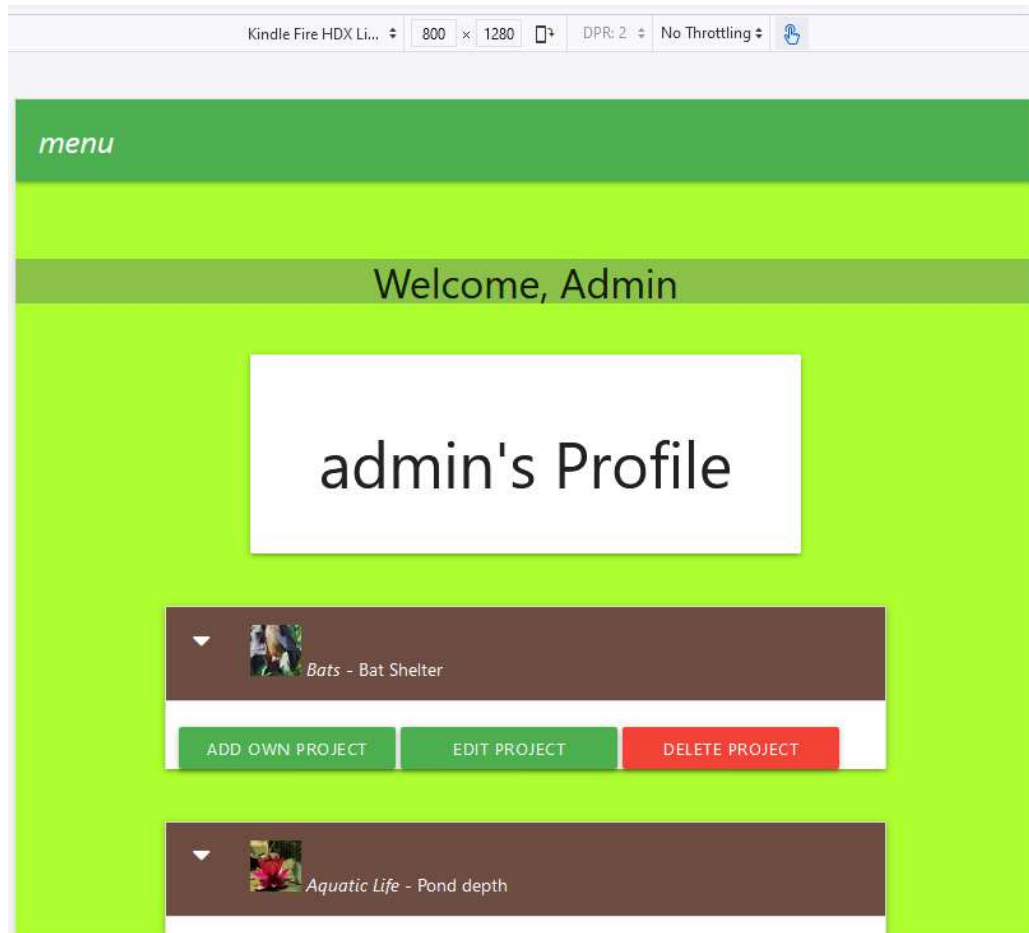 Kindle Fire HDX Li... 800 × 1280 DPR: 2 No Throttling
menu
Welcome, Admin
admin's Profile
Bats - Bat Shelter
ADD OWN PROJECT EDIT PROJECT DELETE PROJECT
Aquatic Life - Pond depth